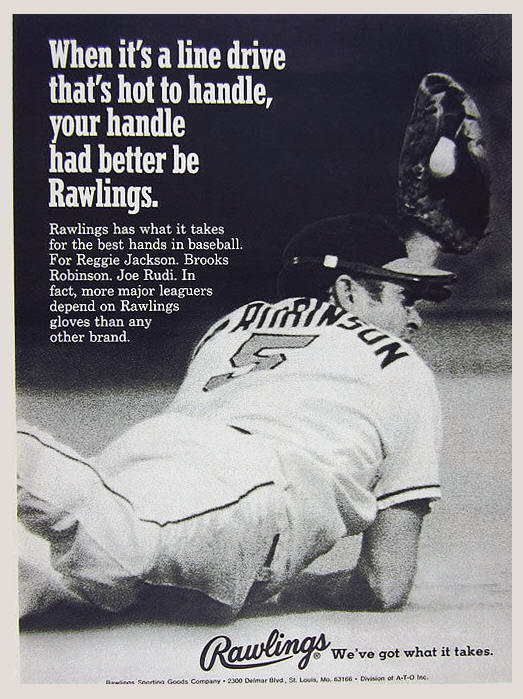 When it's a line drive
that's hot to handle,
your handle
had better be
Rawlings.
Rawlings has what it takes
for the best hands in baseball.
For Reggie Jackson. Brooks
Robinson. Joe Rudi. In
fact, more major leaguers
depend on Rawlings
gloves than any
other brand.
ROBINSON
5
Rawlings® We've got what it takes.
Rawlings Sporting Goods Company • 2300 Delmar Blvd., St. Louis, Mo. 63166 • Division of A-T-O Inc.